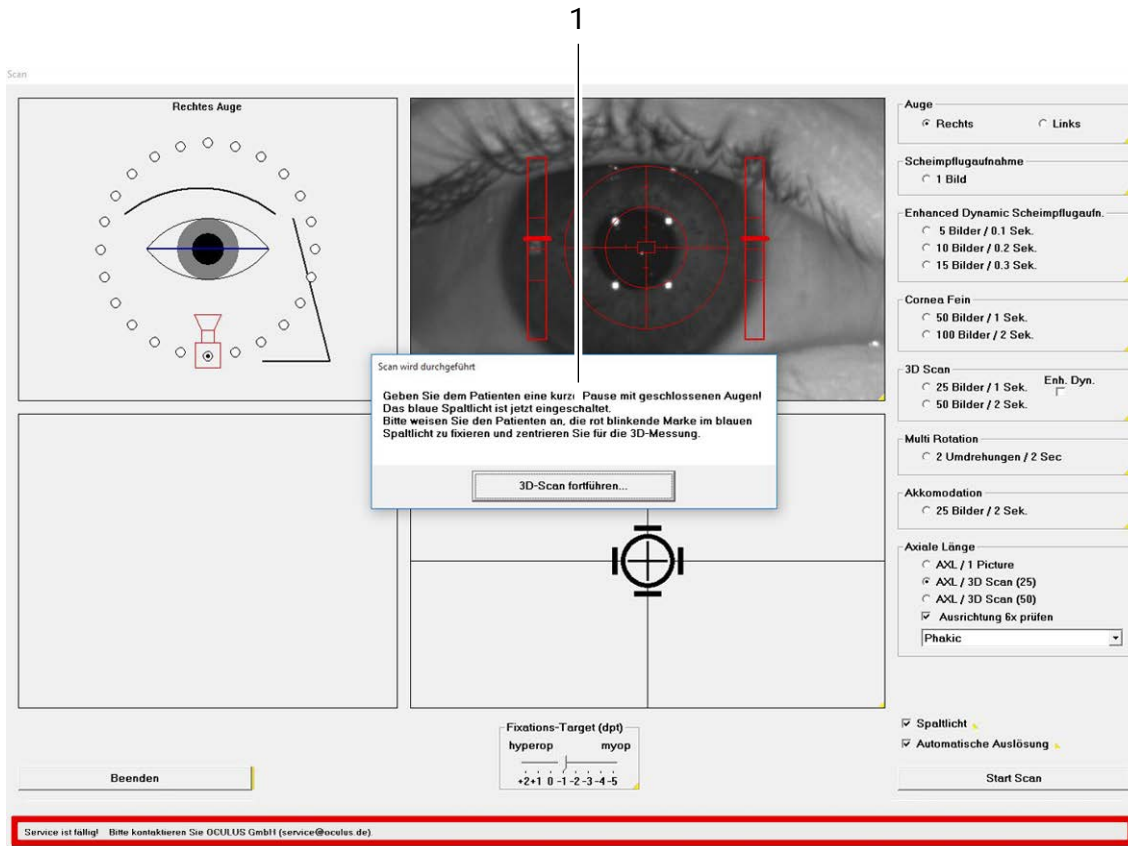 1
Scan
Rechtes Auge
Scan wird durchgeführt
Geben Sie dem Patienten eine kurze Pause mit geschlossenen Augen!
Das blaue Spaltlicht ist jetzt eingeschaltet.
Bitte weisen Sie den Patienten an, die rot blinkende Marke im blauen
Spaltlicht zu fixieren und zentrieren Sie für die 3D-Messung.
3D-Scan fortführen...
Fixations-Target (dpt)
hyperop myop
+2+1 0 -1 -2 -3 -4 -5
Beenden
Auge
Rechts Links
Scheimpflugaufnahme
1 Bild
Enhanced Dynamic Scheimpflugaufn.
5 Bilder / 0.1 Sek.
10 Bilder / 0.2 Sek.
15 Bilder / 0.3 Sek.
Cornea Fein
50 Bilder / 1 Sek.
100 Bilder / 2 Sek.
3D Scan
25 Bilder / 1 Sek. Enh. Dyn.
50 Bilder / 2 Sek.
Multi Rotation
2 Umdrehungen / 2 Sec
Akkomodation
25 Bilder / 2 Sek.
Axiale Länge
AXL / 1 Picture
AXL / 3D Scan (25)
AXL / 3D Scan (50)
Ausrichtung 6x prüfen
Phakic
Spaltlicht
Automatische Auslösung
Start Scan
Service ist fällig! Bitte kontaktieren Sie OCULUS GmbH (service@oculus.de)